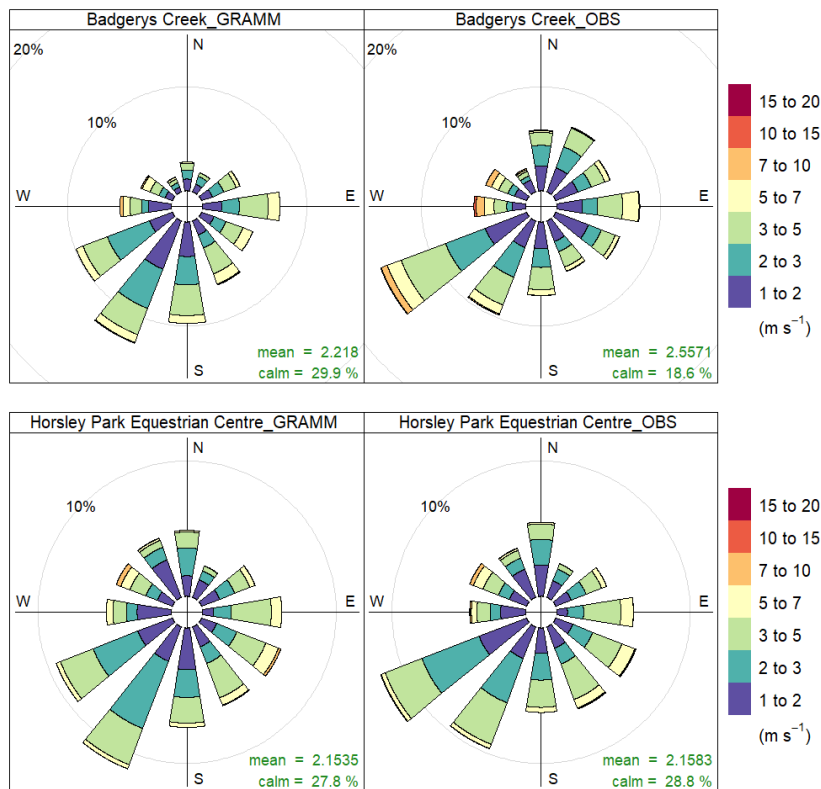 Badgerys Creek_GRAMM
Badgerys Creek_OBS
20%
10%
N
W
E
S
mean = 2.218
calm = 29.9 %
20%
10%
N
W
E
S
mean = 2.5571
calm = 18.6 %
15 to 20
10 to 15
7 to 10
5 to 7
3 to 5
2 to 3
1 to 2
(m s⁻¹)
Horsley Park Equestrian Centre_GRAMM
Horsley Park Equestrian Centre_OBS
10%
N
W
E
S
mean = 2.1535
calm = 27.8 %
10%
N
W
E
S
mean = 2.1583
calm = 28.8 %
15 to 20
10 to 15
7 to 10
5 to 7
3 to 5
2 to 3
1 to 2
(m s⁻¹)